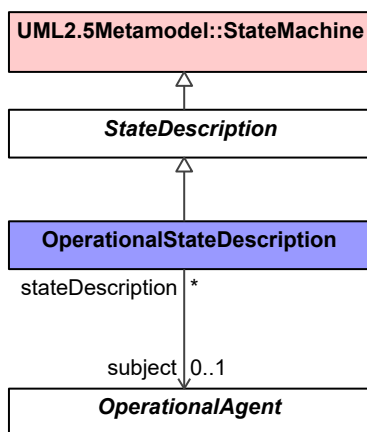 UML2.5Metamodel::StateMachine
StateDescription
OperationalStateDescription
stateDescription *
subject 0..1
OperationalAgent